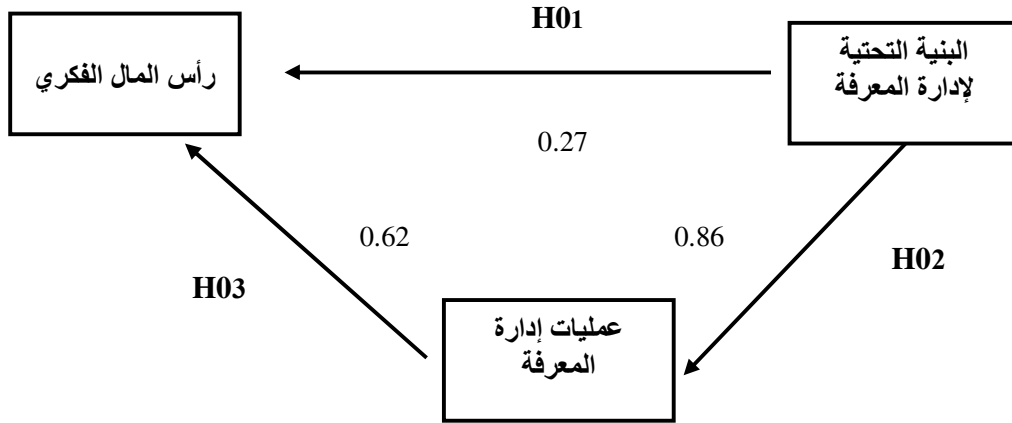 H01
البنية التحتية
لإدارة المعرفة
رأس المال الفكري
0.27
0.86
0.62
H02
H03
عمليات إدارة
المعرفة